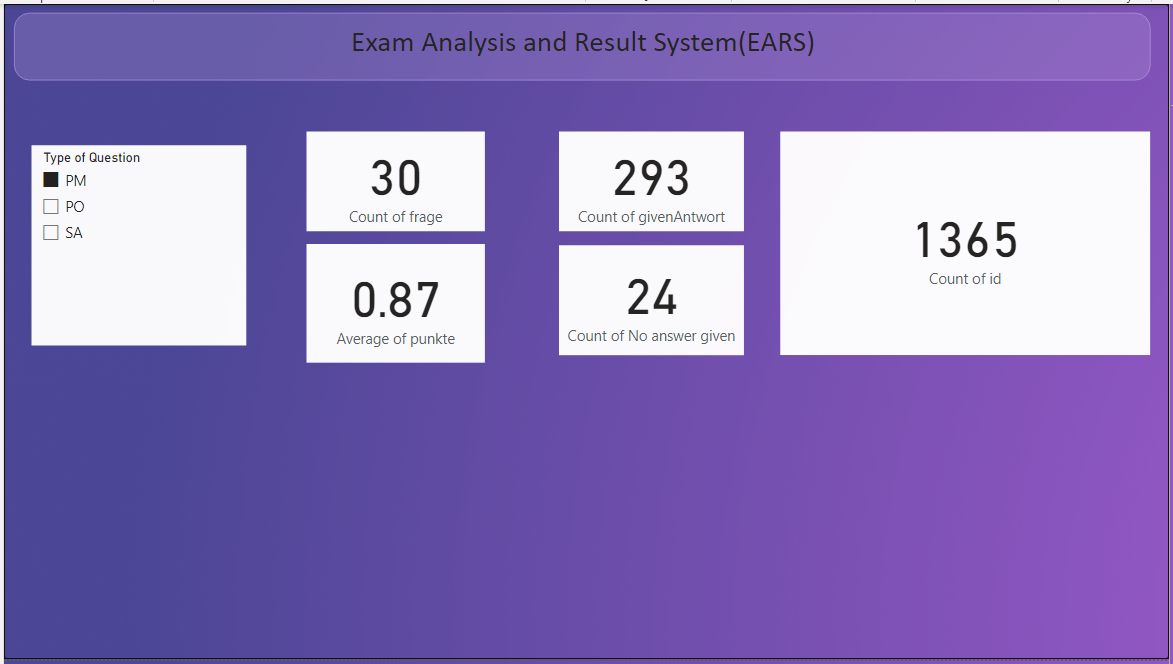 Exam Analysis and Result System(EARS)
Type of Question
PM
PO
SA
30
Count of frage
0.87
Average of punkte
293
Count of givenAntwort
24
Count of No answer given
1365
Count of id